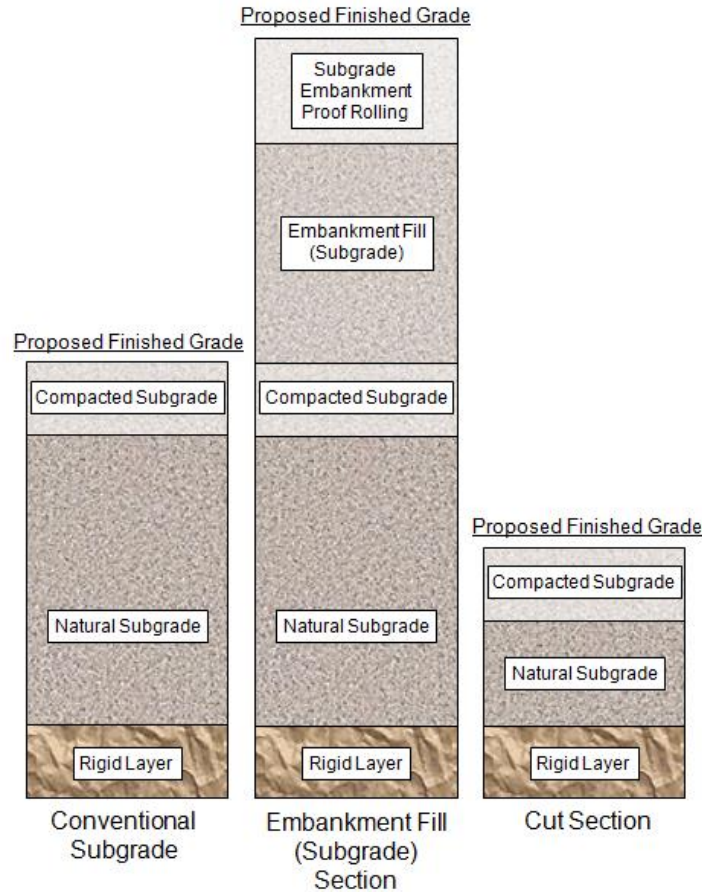 Proposed Finished Grade
Subgrade
Embankment
Proof Rolling
Embankment Fill
(Subgrade)
Proposed Finished Grade
Compacted Subgrade
Compacted Subgrade
Proposed Finished Grade
Compacted Subgrade
Natural Subgrade
Natural Subgrade
Natural Subgrade
Rigid Layer
Rigid Layer
Rigid Layer
Conventional
Subgrade
Embankment Fill
(Subgrade)
Section
Cut Section